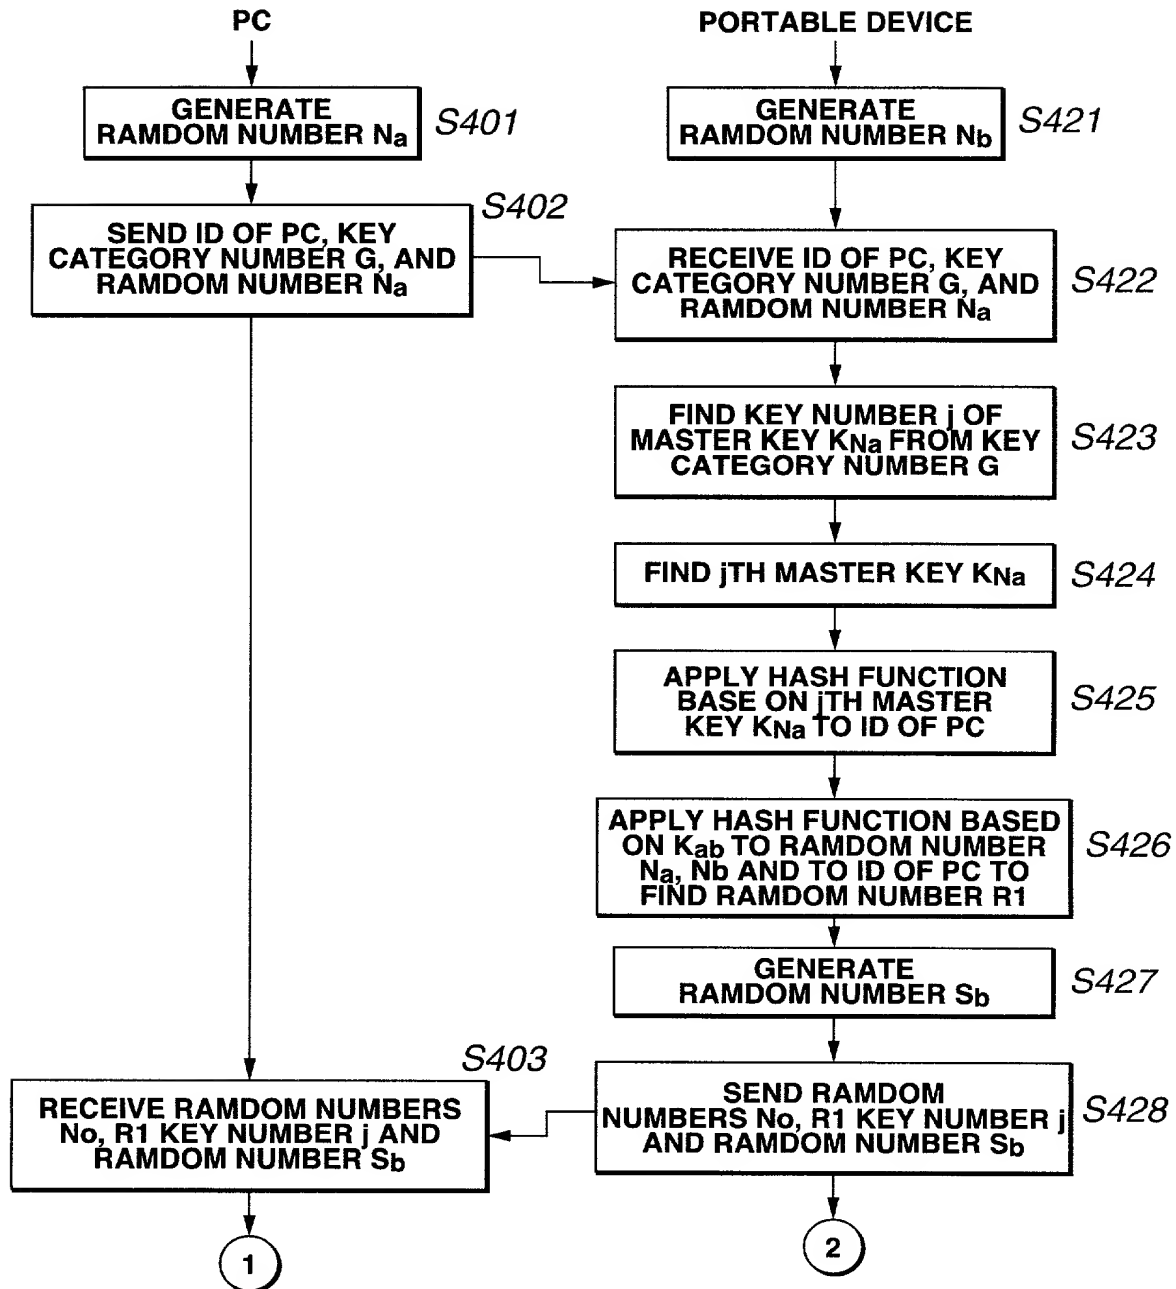 PC
GENERATE
RAMDOM NUMBER Na
S401
SEND ID OF PC, KEY
CATEGORY NUMBER G, AND
RAMDOM NUMBER Na
S402
RECEIVE RAMDOM NUMBERS
No, R1 KEY NUMBER j AND
RAMDOM NUMBER Sb
S403
1
PORTABLE DEVICE
GENERATE
RAMDOM NUMBER Nb
S421
RECEIVE ID OF PC, KEY
CATEGORY NUMBER G, AND
RAMDOM NUMBER Na
S422
FIND KEY NUMBER j OF
MASTER KEY KNa FROM KEY
CATEGORY NUMBER G
S423
FIND jTH MASTER KEY KNa
S424
APPLY HASH FUNCTION
BASE ON jTH MASTER
KEY KNa TO ID OF PC
S425
APPLY HASH FUNCTION BASED
ON Kab TO RAMDOM NUMBER
Na, Nb AND TO ID OF PC TO
FIND RAMDOM NUMBER R1
S426
GENERATE
RAMDOM NUMBER Sb
S427
SEND RAMDOM
NUMBERS No, R1 KEY NUMBER j
AND RAMDOM NUMBER Sb
S428
2